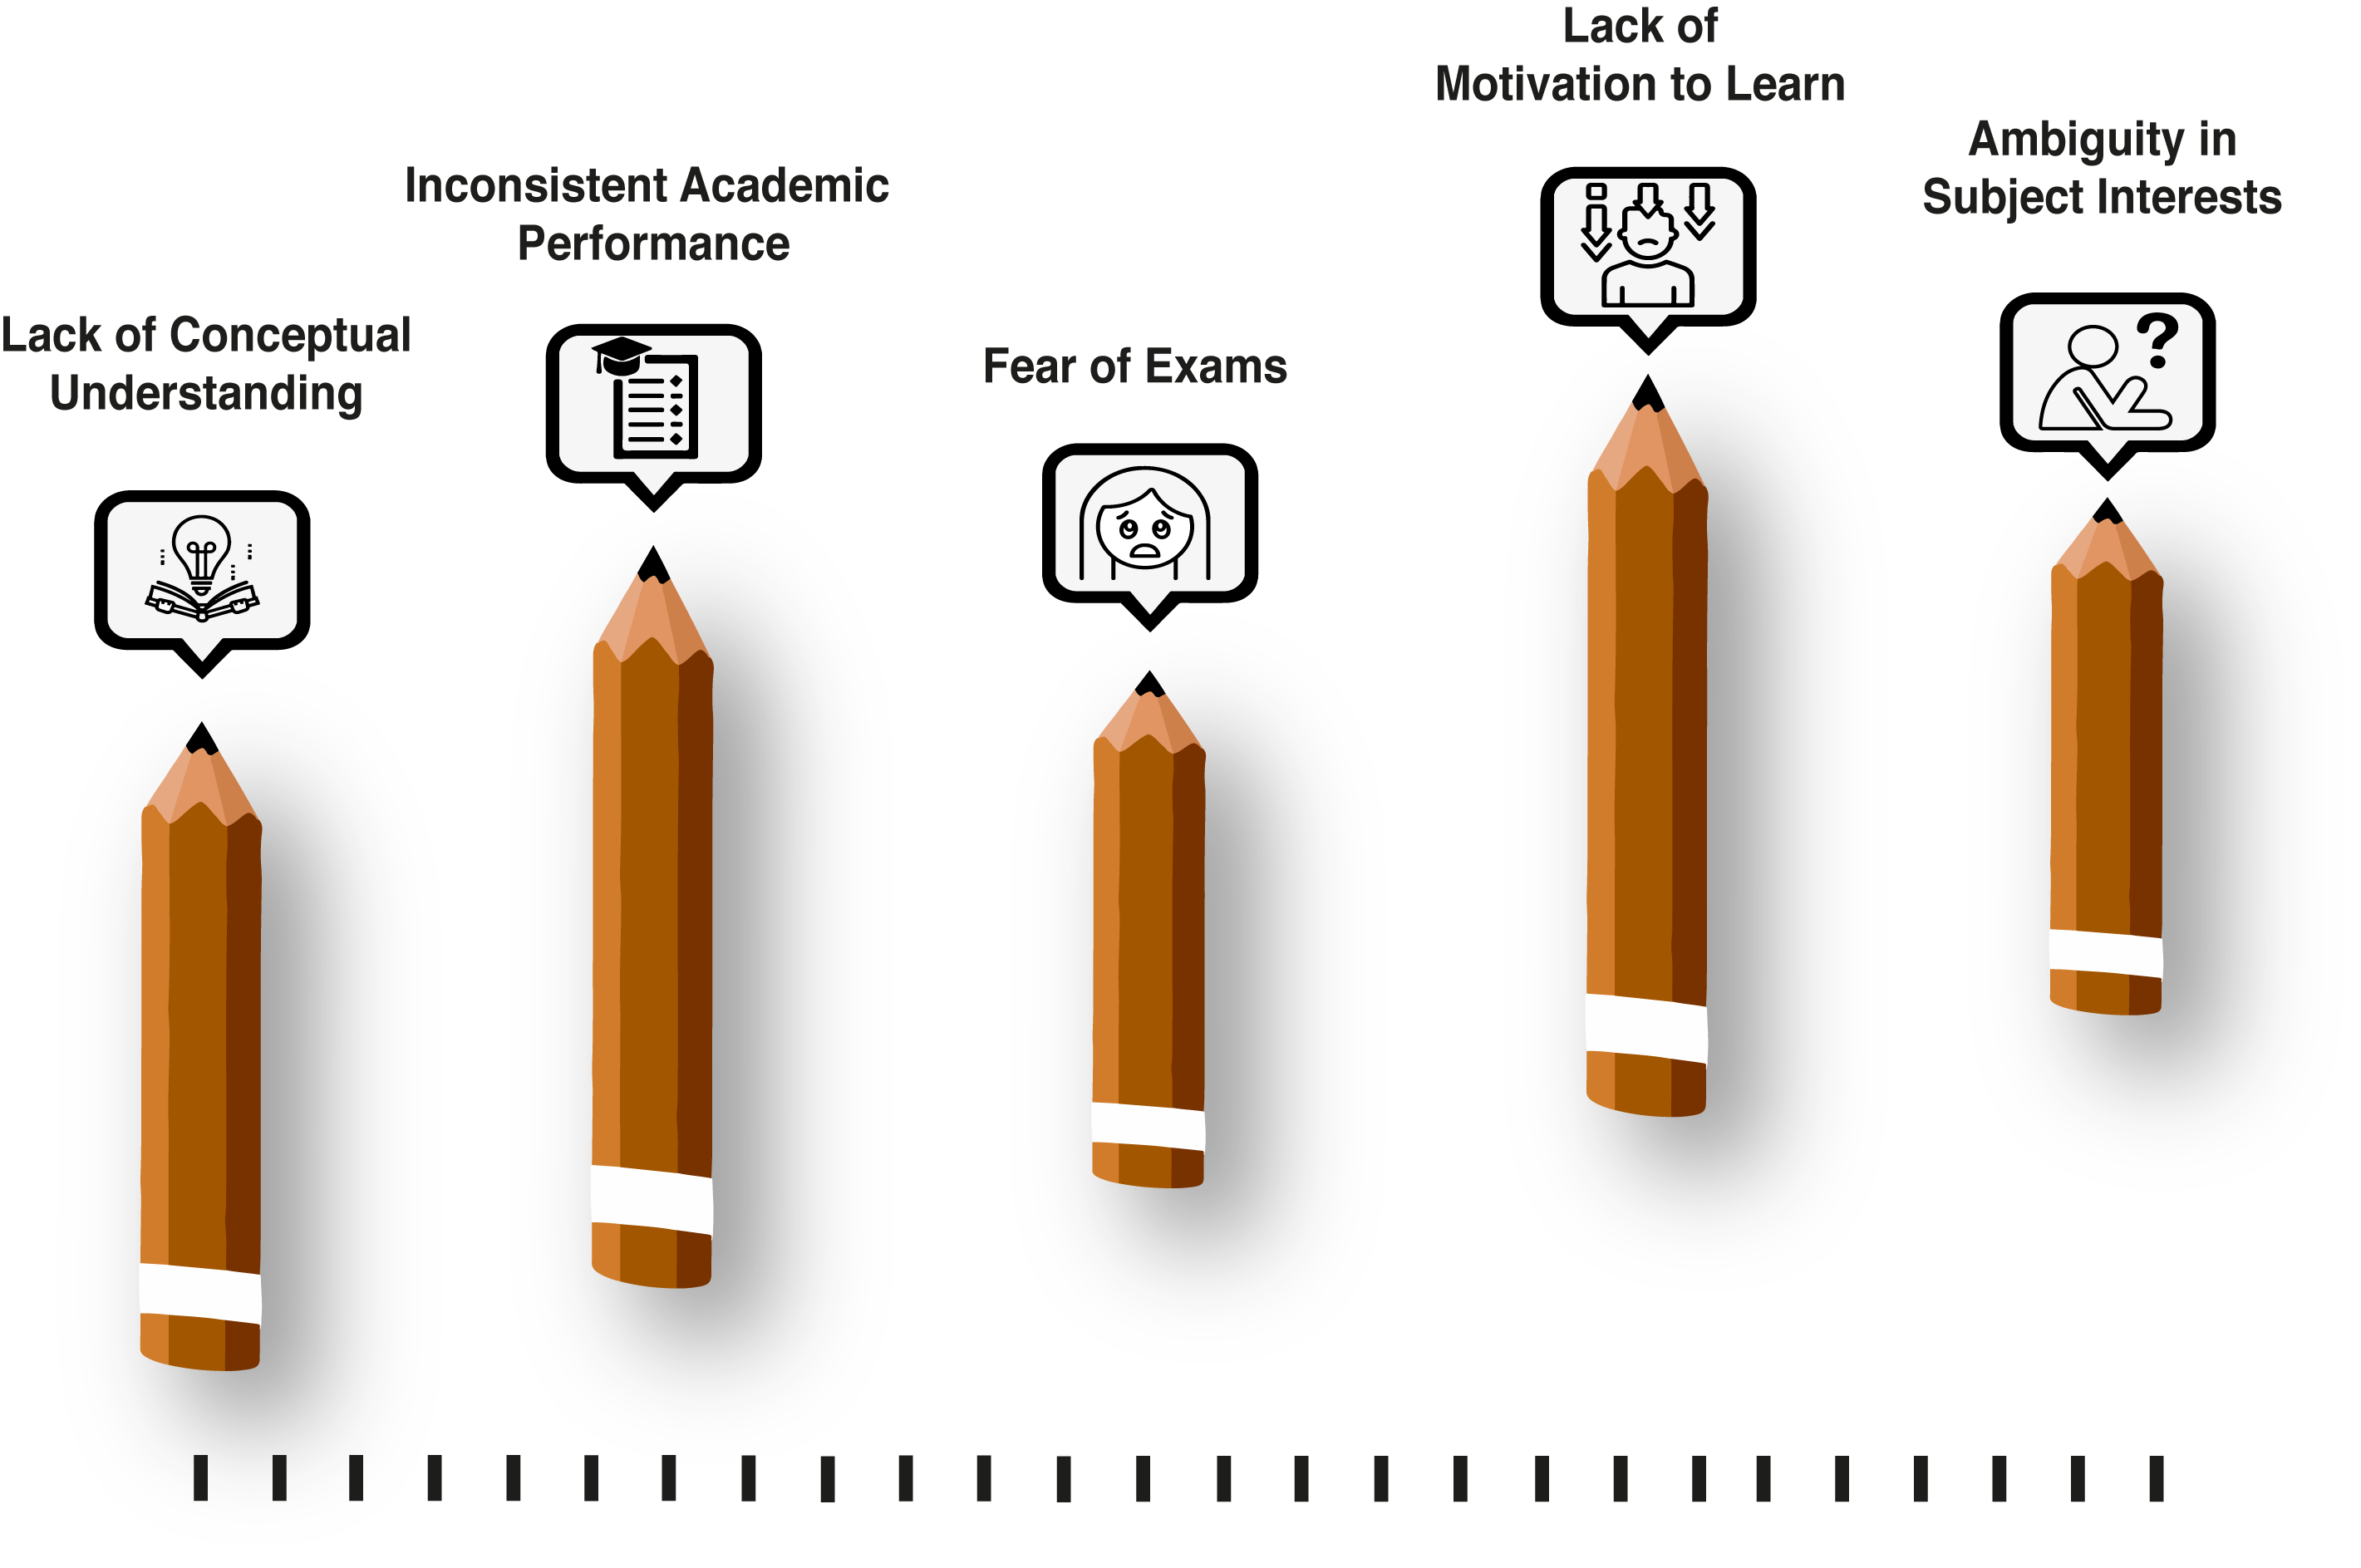 Lack of Conceptual
Understanding
Inconsistent Academic
Performance
Fear of Exams
Lack of
Motivation to Learn
Ambiguity in
Subject Interests
?